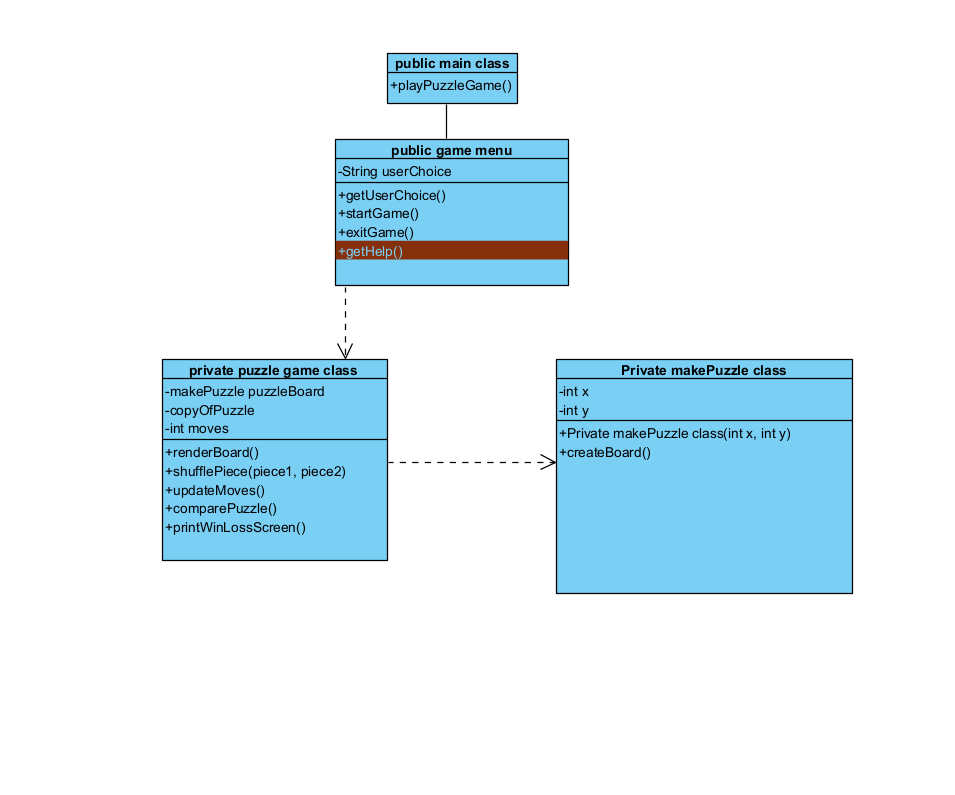 public main class
+playPuzzleGame()
public game menu
-String userChoice
+getUserChoice()
+startGame()
+exitGame()
+getHelp()
private puzzle game class
-makePuzzle puzzleBoard
-copyOfPuzzle
-int moves
+renderBoard()
+shufflePiece(piece1, piece2)
+updateMoves()
+comparePuzzle()
+printWinLossScreen()
Private makePuzzle class
-int x
-int y
+Private makePuzzle class(int x, int y)
+createBoard()